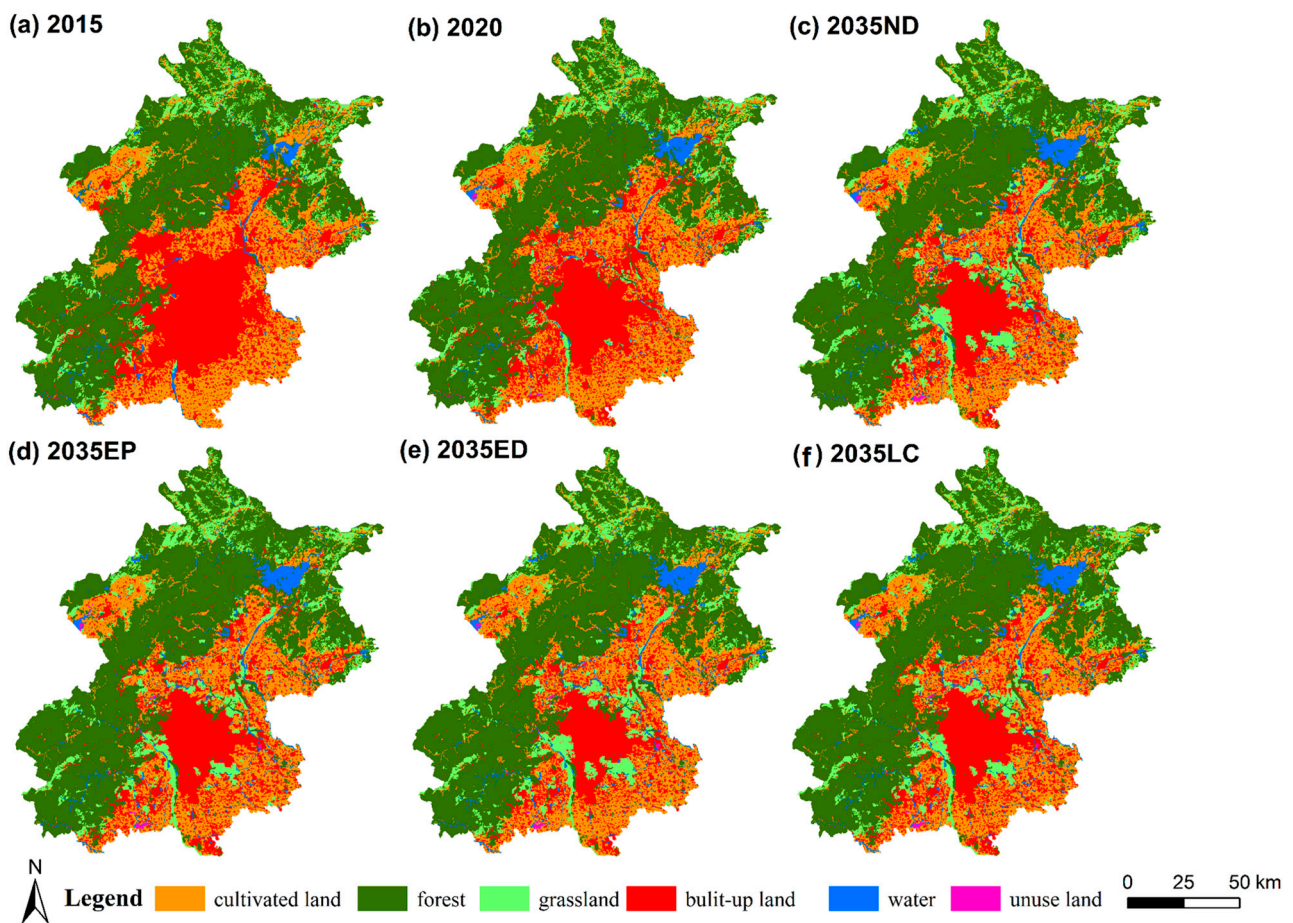 (a) 2015
(b) 2020
(c) 2035ND
(d) 2035EP
(e) 2035ED
(f) 2035LC
N
Legend cultivated land forest grassland bulit-up land water unuse land
0 25 50 km